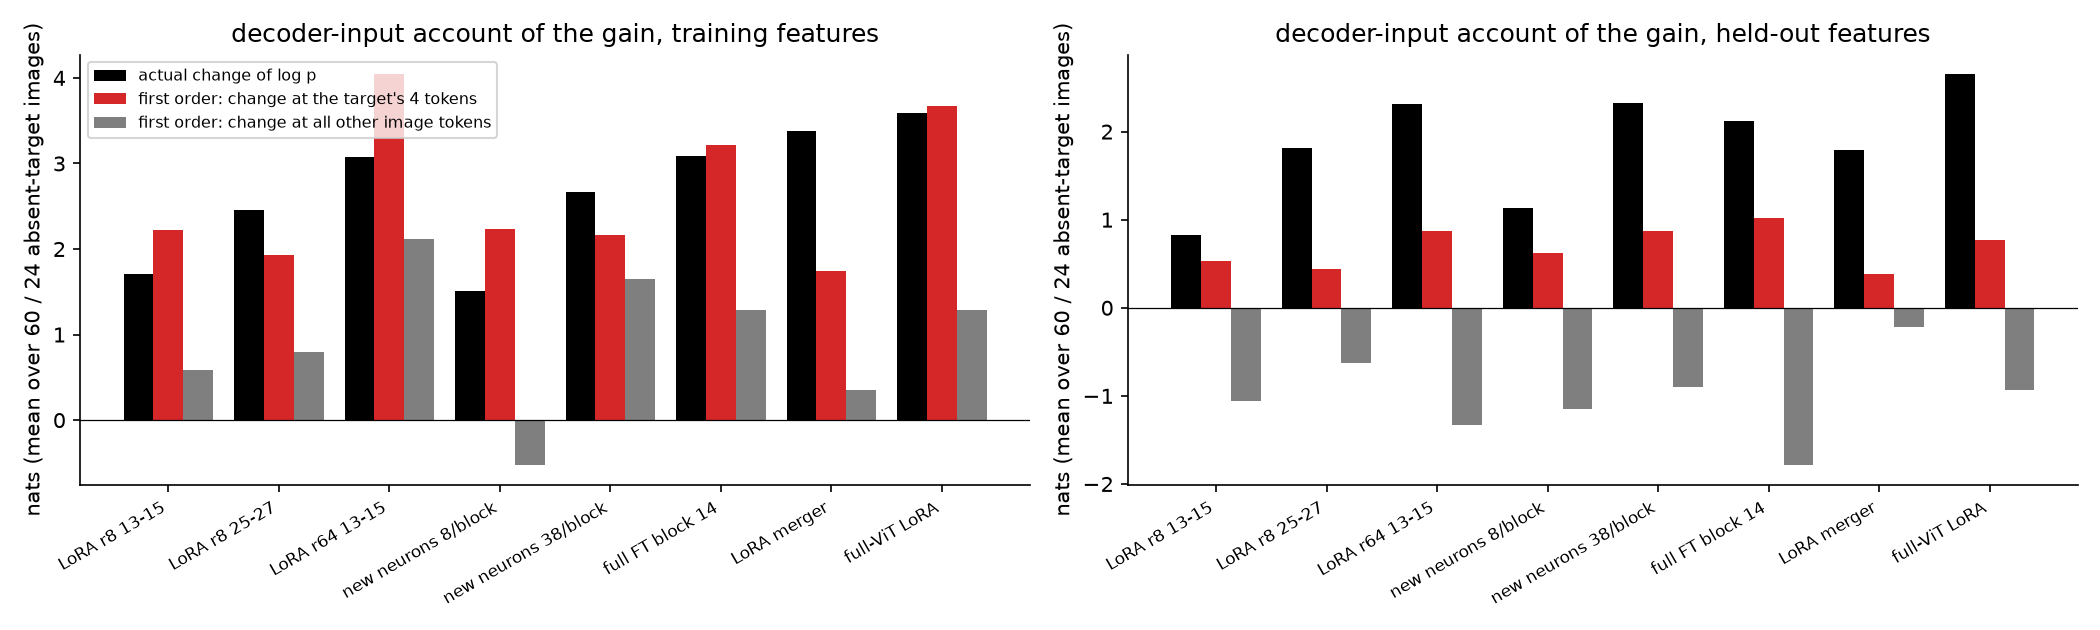 decoder-input account of the gain, training features
nats (mean over 60 / 24 absent-target images)
4
3
2
1
0
actual change of log p
first order: change at the target's 4 tokens
first order: change at all other image tokens
LoRA r8 13-15
LoRA r8 25-27
LoRA r64 13-15
new neurons 8/block
new neurons 38/block
full FT block 14
LoRA merger
full-ViT LoRA
decoder-input account of the gain, held-out features
nats (mean over 60 / 24 absent-target images)
2
1
0
−1
−2
LoRA r8 13-15
LoRA r8 25-27
LoRA r64 13-15
new neurons 8/block
new neurons 38/block
full FT block 14
LoRA merger
full-ViT LoRA